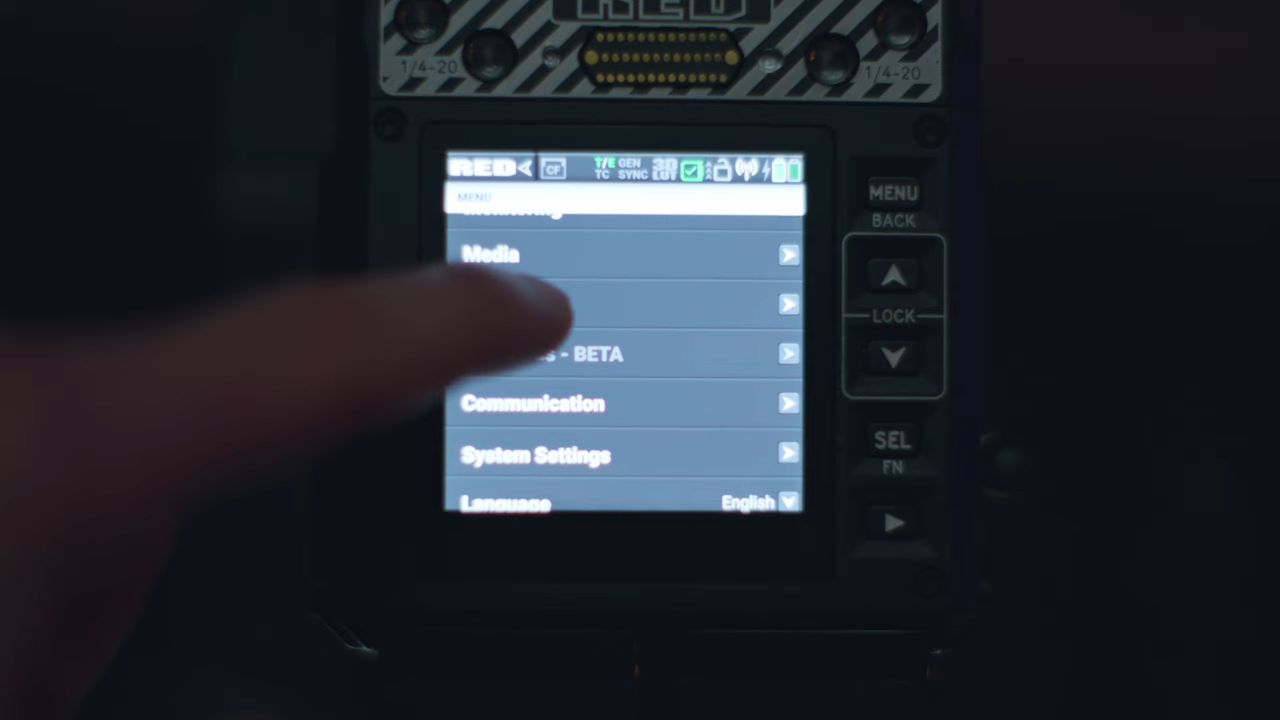 RED
1/4-20 1/4-20
RED CF T/E TC GEN SYNC 3D LUT
MENU
Monitoring
Media
- BETA
Communication
System Settings
Language English
MENU
BACK
LOCK
SEL
FN